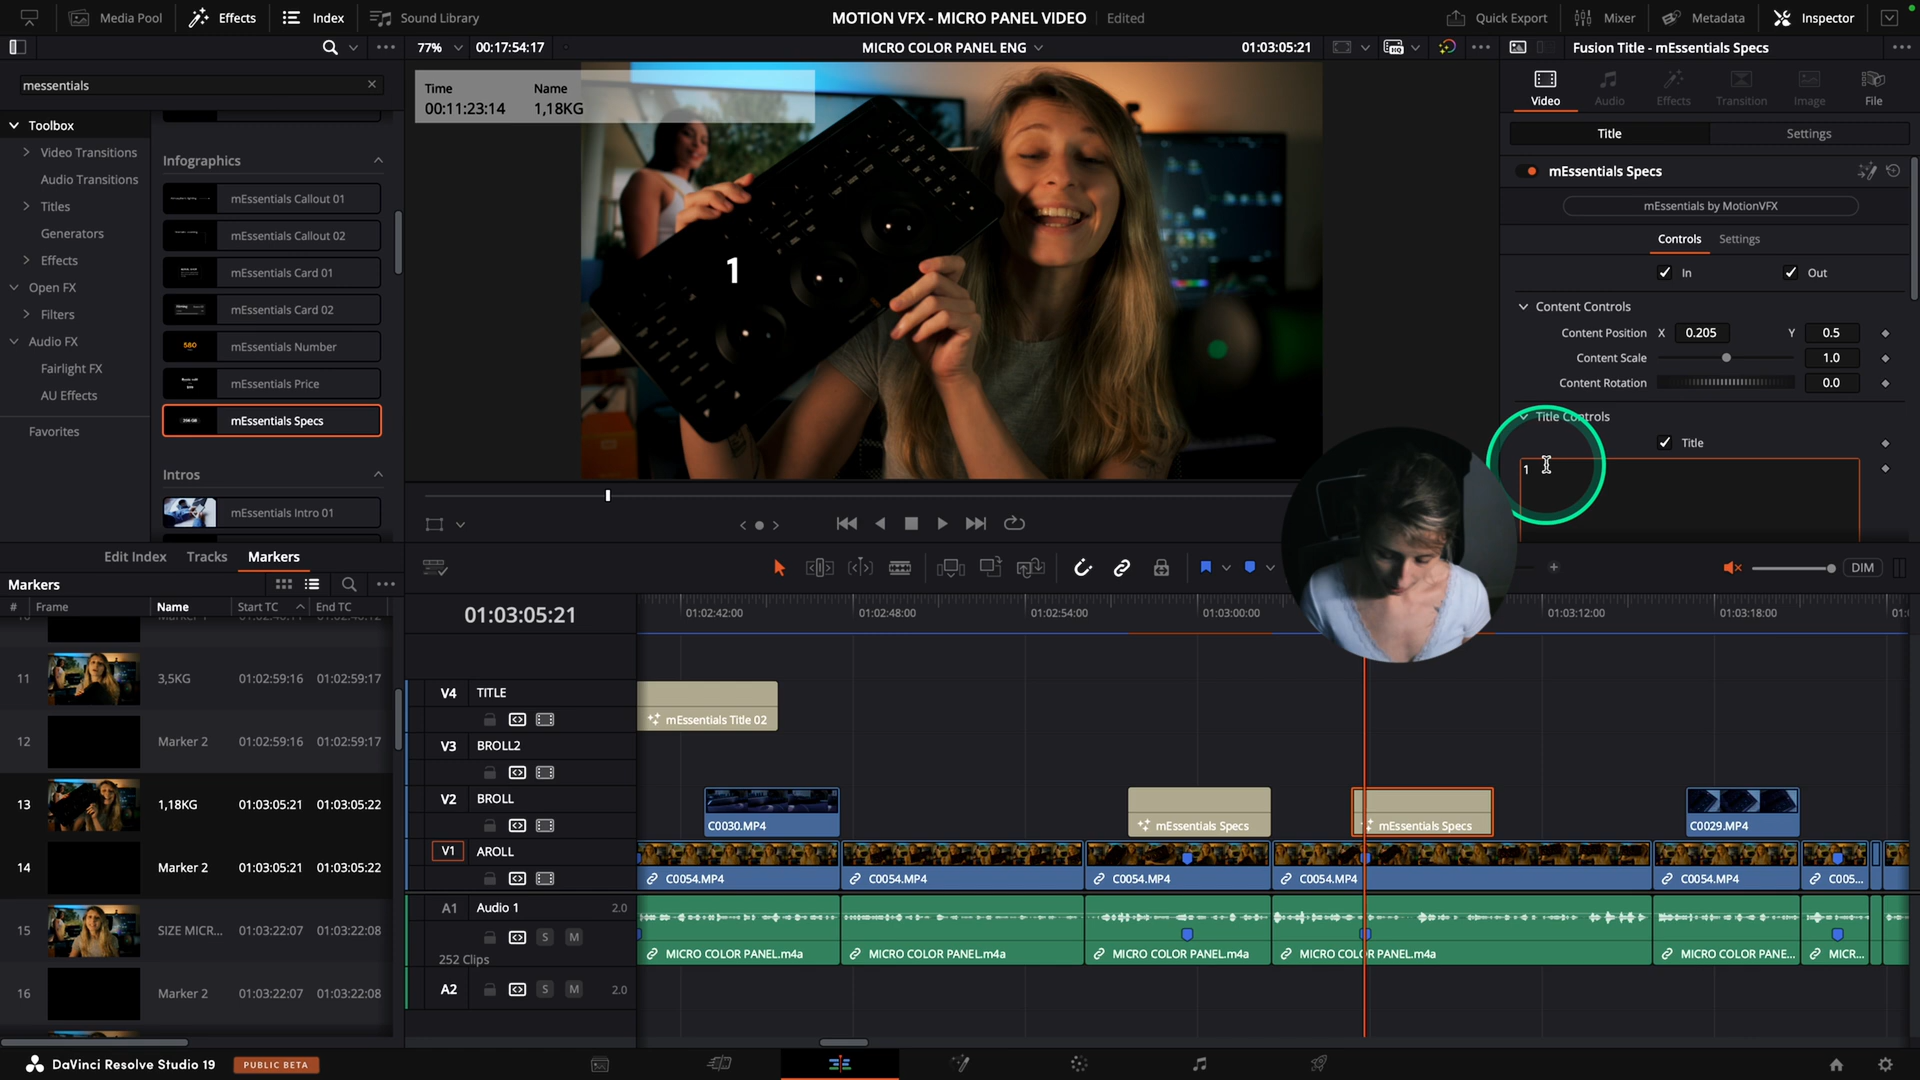 Media Pool
Effects
Index
Sound Library
MOTION VFX - MICRO PANEL VIDEO
Edited
Quick Export
Mixer
Metadata
Inspector
77%
00:17:54:17
MICRO COLOR PANEL ENG
01:03:05:21
Fusion Title - mEssentials Specs
messentials
Time
Name
00:11:23:14
1,18KG
Video
Audio
Effects
Transition
Image
File
Title
Settings
Toolbox
Video Transitions
Audio Transitions
Titles
Generators
Effects
Open FX
Filters
Audio FX
Fairlight FX
AU Effects
Favorites
Infographics
mEssentials Callout 01
mEssentials Callout 02
mEssentials Card 01
mEssentials Card 02
580
mEssentials Number
mEssentials Price
mEssentials Specs
Intros
mEssentials Intro 01
1
mEssentials Specs
mEssentials by MotionVFX
Controls
Settings
In
Out
Content Controls
Content Position
X
0.205
Y
0.5
Content Scale
1.0
Content Rotation
0.0
Title Controls
Title
1
Edit Index
Tracks
Markers
Markers
#
Frame
Name
Start TC
End TC
11
3,5KG
01:02:59:16
01:02:59:17
12
Marker 2
01:02:59:16
01:02:59:17
13
1,18KG
01:03:05:21
01:03:05:22
14
Marker 2
01:03:05:21
01:03:05:22
15
SIZE MICR...
01:03:22:07
01:03:22:08
16
Marker 2
01:03:22:07
01:03:22:08
DIM
01:03:05:21
01:02:42:00
01:02:48:00
01:02:54:00
01:03:00:00
01:03:12:00
01:03:18:00
V4
TITLE
mEssentials Title 02
V3
BROLL2
V2
BROLL
C0030.MP4
mEssentials Specs
mEssentials Specs
C0029.MP4
V1
AROLL
C0054.MP4
C0054.MP4
C0054.MP4
C0054.MP4
C0054.MP4
C005...
A1
Audio 1
2.0
S
M
252 Clips
MICRO COLOR PANEL.m4a
MICRO COLOR PANEL.m4a
MICRO COLOR PANEL.m4a
MICRO COLOR PANEL.m4a
MICRO COLOR PANE...
MICR...
A2
S
M
2.0
DaVinci Resolve Studio 19
PUBLIC BETA